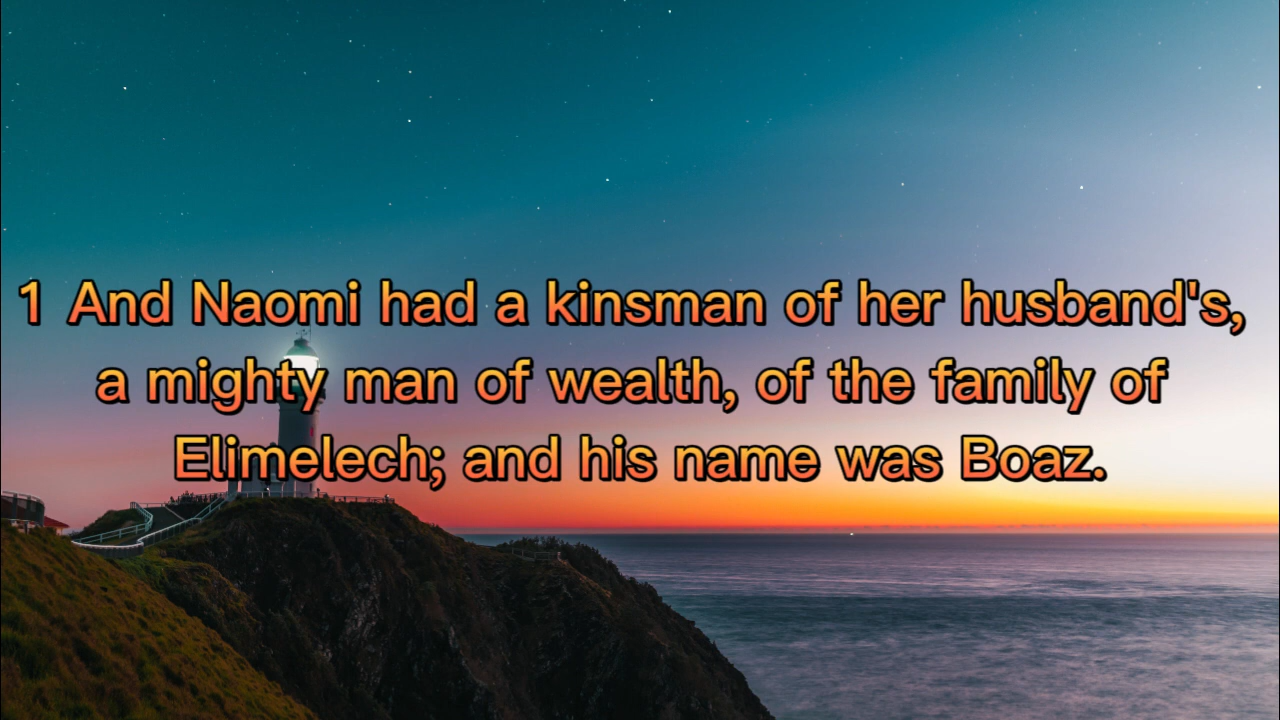 1 And Naomi had a kinsman of her husband's,
a mighty man of wealth, of the family of
Elimelech; and his name was Boaz.